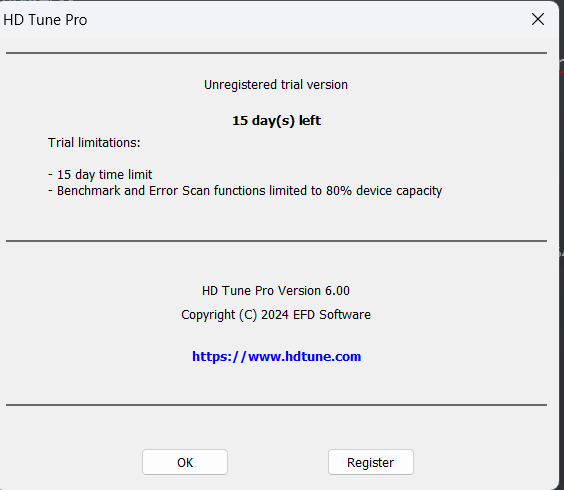 HD Tune Pro
Unregistered trial version
15 day(s) left
Trial limitations:
- 15 day time limit
- Benchmark and Error Scan functions limited to 80% device capacity
HD Tune Pro Version 6.00
Copyright (C) 2024 EFD Software
https://www.hdtune.com
OK
Register